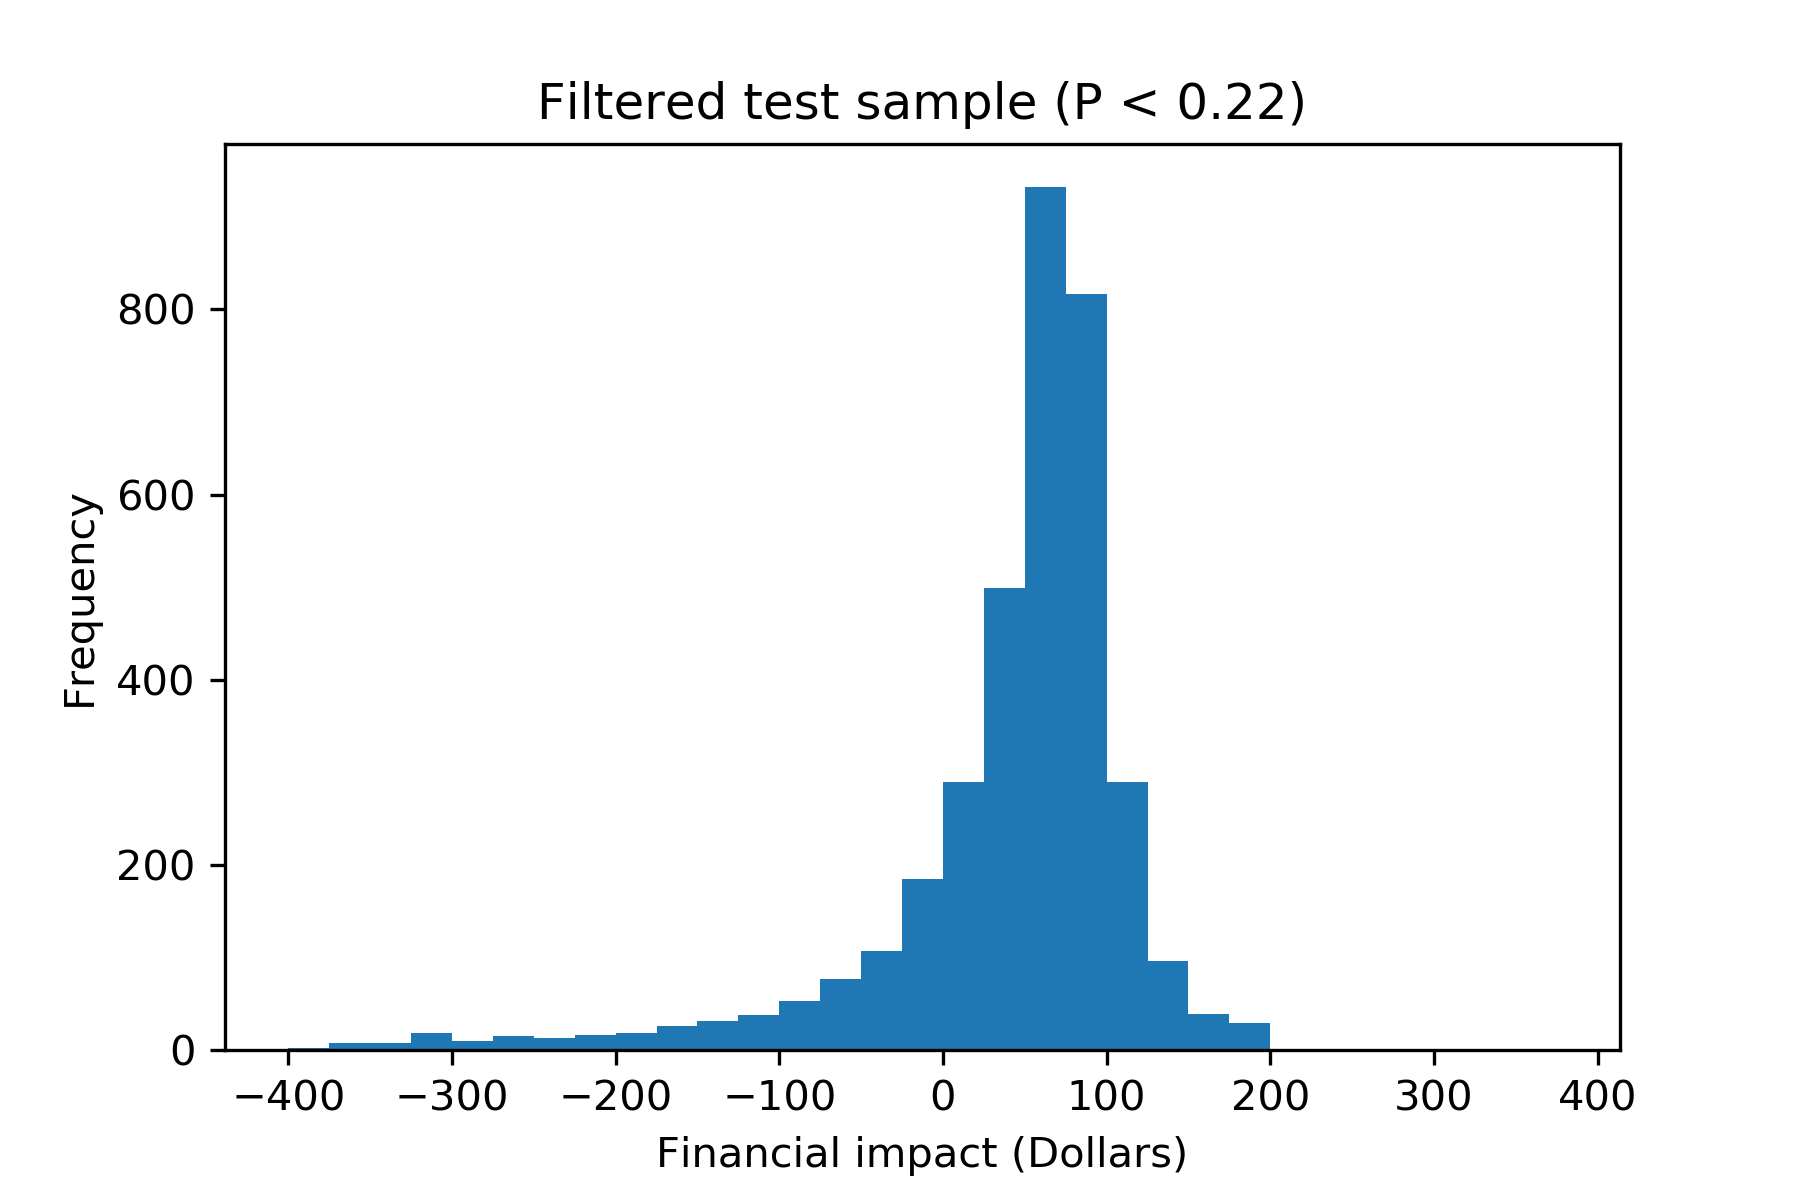 Filtered test sample (P < 0.22)
800
600
400
200
0
Frequency
−400 −300 −200 −100 0 100 200 300 400
Financial impact (Dollars)